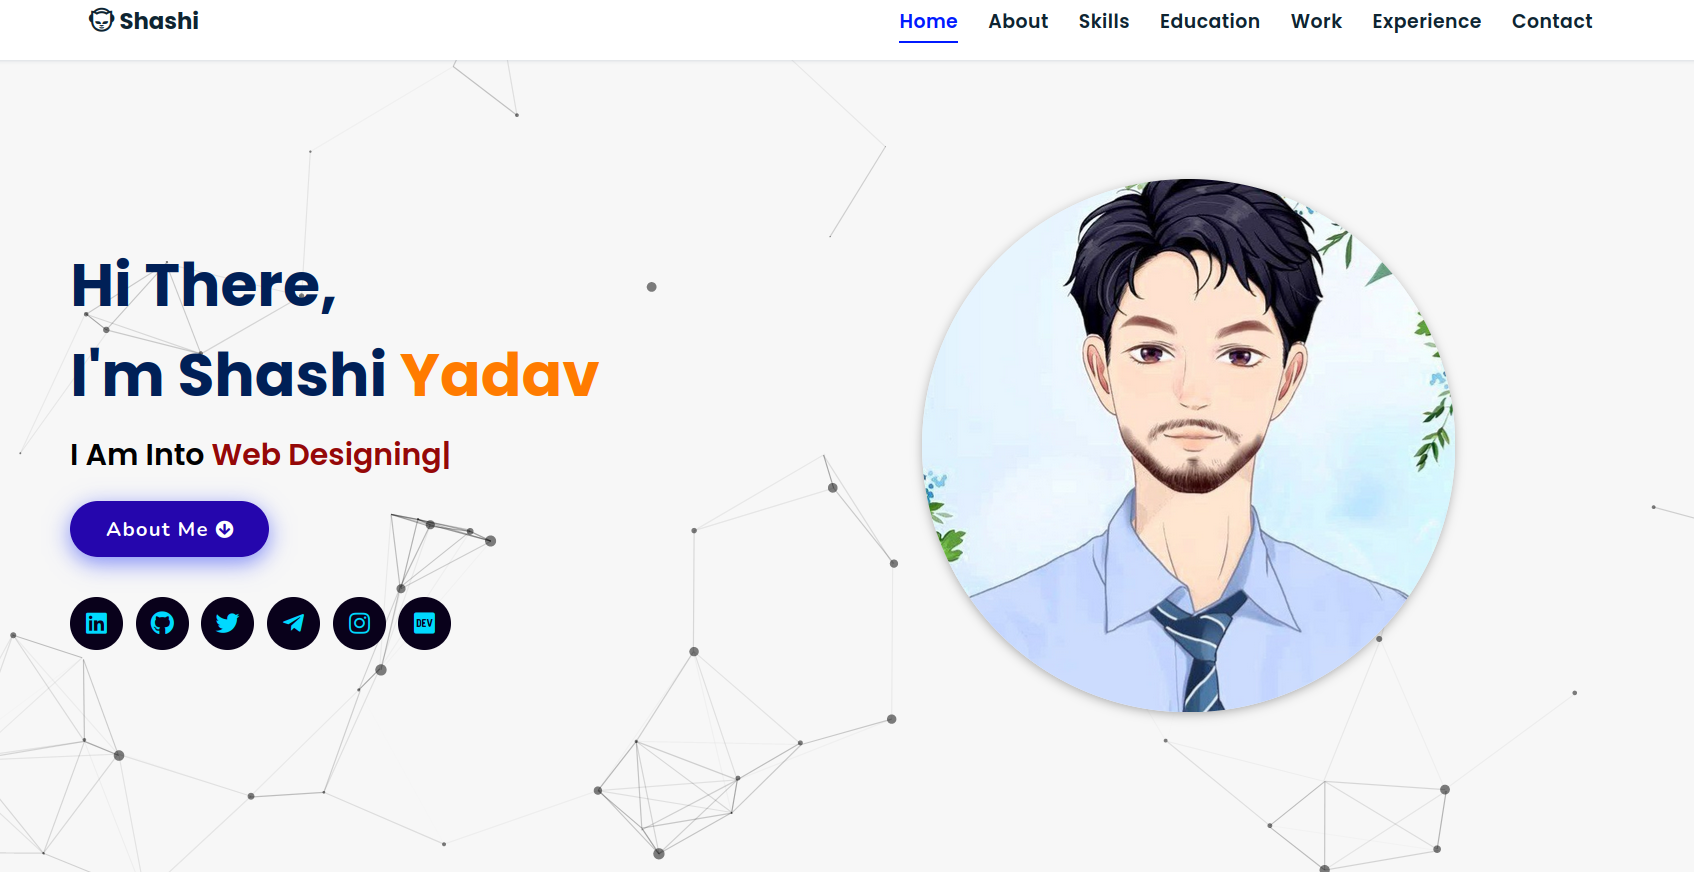 Shashi
Home About Skills Education Work Experience Contact
Hi There,
I'm Shashi Yadav
I Am Into Web Designing|
About Me
in
DEV